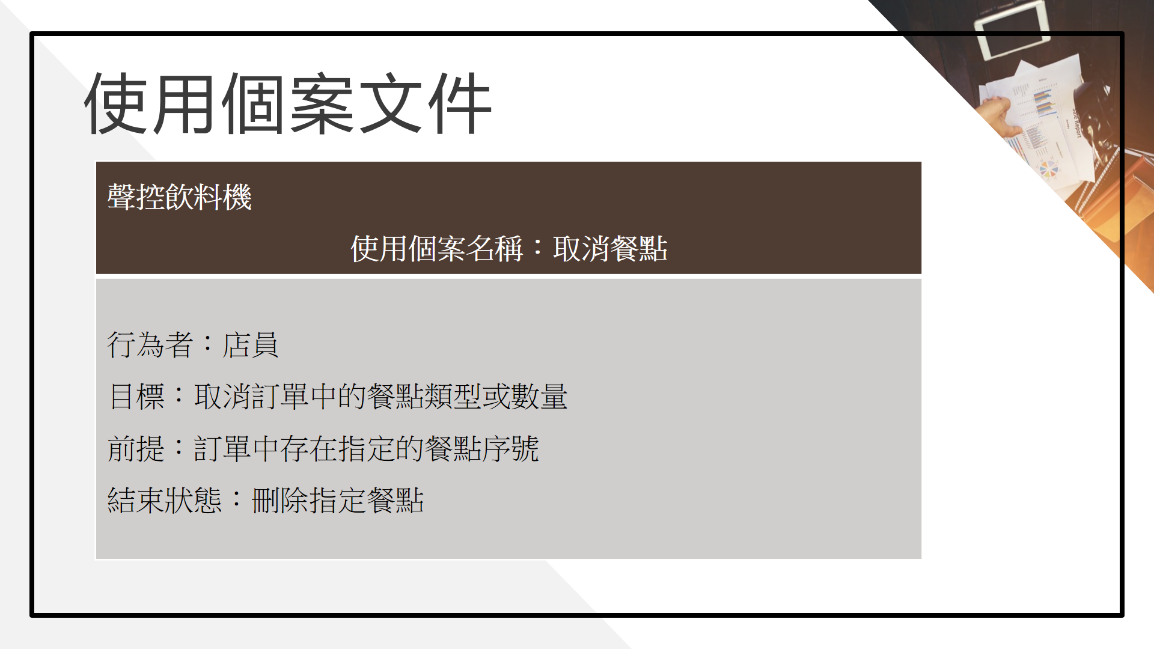 使用個案文件
聲控飲料機
使用個案名稱：取消餐點
行為者：店員
目標：取消訂單中的餐點類型或數量
前提：訂單中存在指定的餐點序號
結束狀態：刪除指定餐點